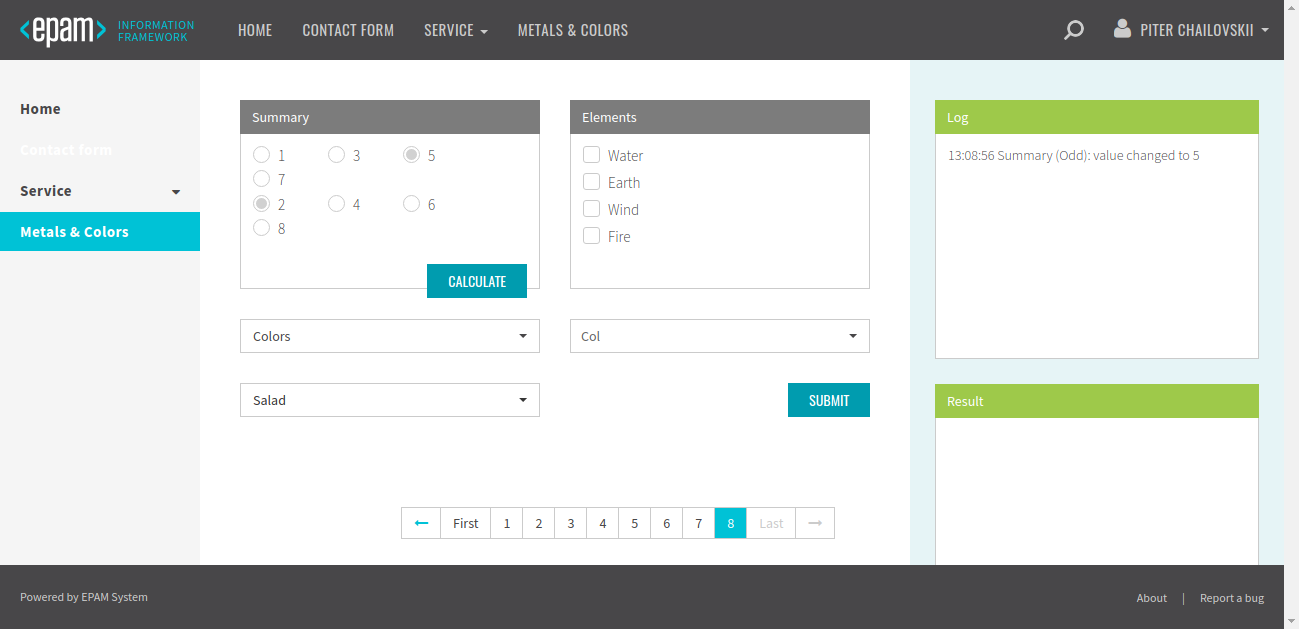 <epam> INFORMATION
FRAMEWORK
HOME CONTACT FORM SERVICE METALS & COLORS
PITER CHAILOVSKII
Home
Contact form
Service
Metals & Colors
Summary
1 3 5
7
2 4 6
8
CALCULATE
Elements
Water
Earth
Wind
Fire
Colors
Col
Salad
SUBMIT
← First 1 2 3 4 5 6 7 8 Last →
Log
13:08:56 Summary (Odd): value changed to 5
Result
Powered by EPAM System
About | Report a bug